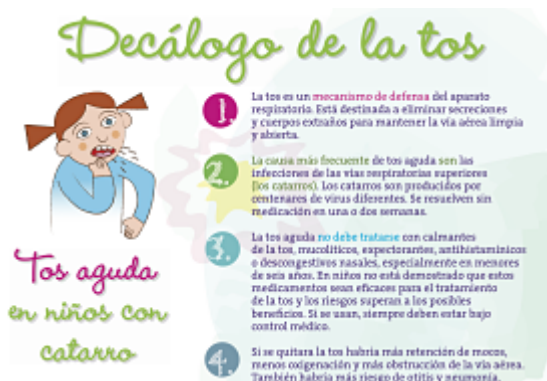 Decálogo de la tos
Tos aguda
en niños con
catarro
1.
La tos es un mecanismo de defensa del aparato
respiratorio. Está destinada a eliminar secreciones
y cuerpos extraños para mantener la vía aérea limpia
y abierta.
2.
La causa más frecuente de tos aguda son las
infecciones de las vías respiratorias superiores
(los catarros). Los catarros son producidos por
centenares de virus diferentes. Se resuelven sin
medicación en una o dos semanas.
3.
La tos aguda no debe tratarse con calmantes
de la tos, mucolíticos, expectorantes, antihistamínicos
o descongestivos nasales, especialmente en menores
de seis años. En niños no está demostrado que estos
medicamentos sean eficaces para el tratamiento
de la tos y los riesgos superan a los posibles
beneficios. Si se usan, siempre deben estar bajo
control médico.
4.
Si se quitara la tos habría más retención de mocos,
menos oxigenación y más obstrucción de la vía aérea.
También habría más riesgo de otitis y neumonía.